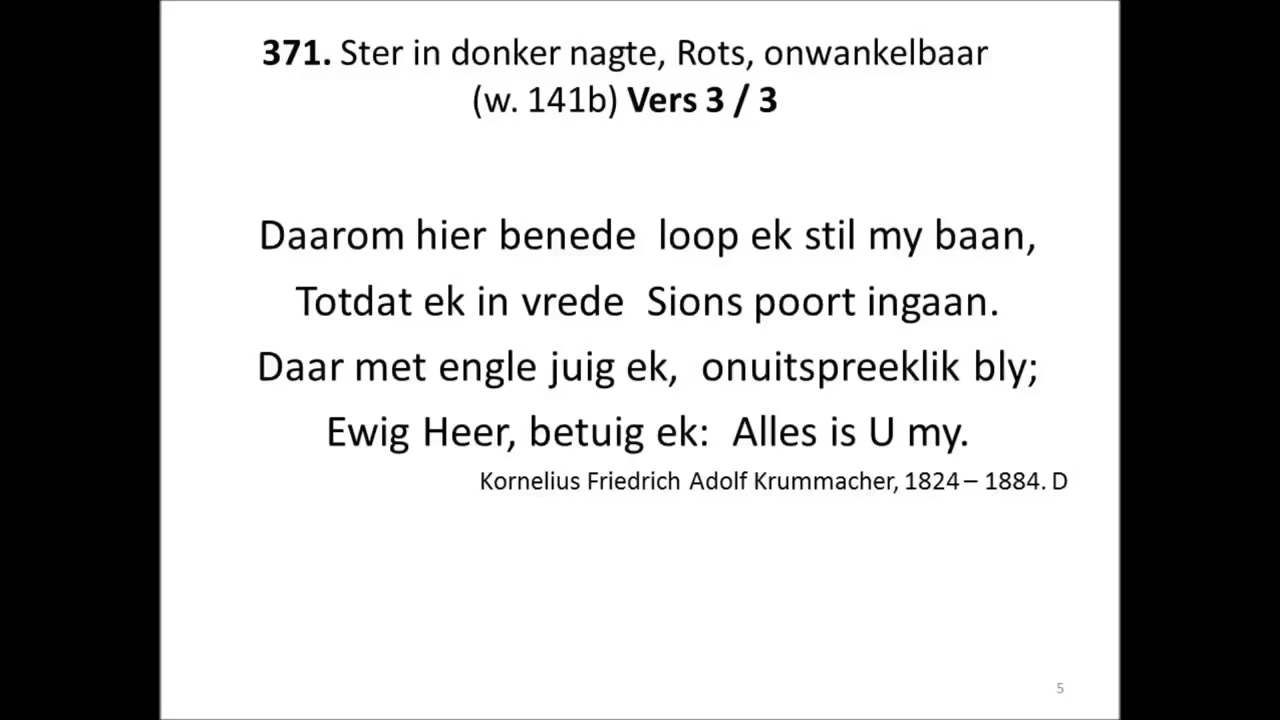 371. Ster in donker nagte, Rots, onwankelbaar
(w. 141b) Vers 3 / 3
Daarom hier benede loop ek stil my baan,
Totdat ek in vrede Sions poort ingaan.
Daar met engle juig ek, onuitspreeklik bly;
Ewig Heer, betuig ek: Alles is U my.
Kornelius Friedrich Adolf Krummacher, 1824 – 1884. D
5